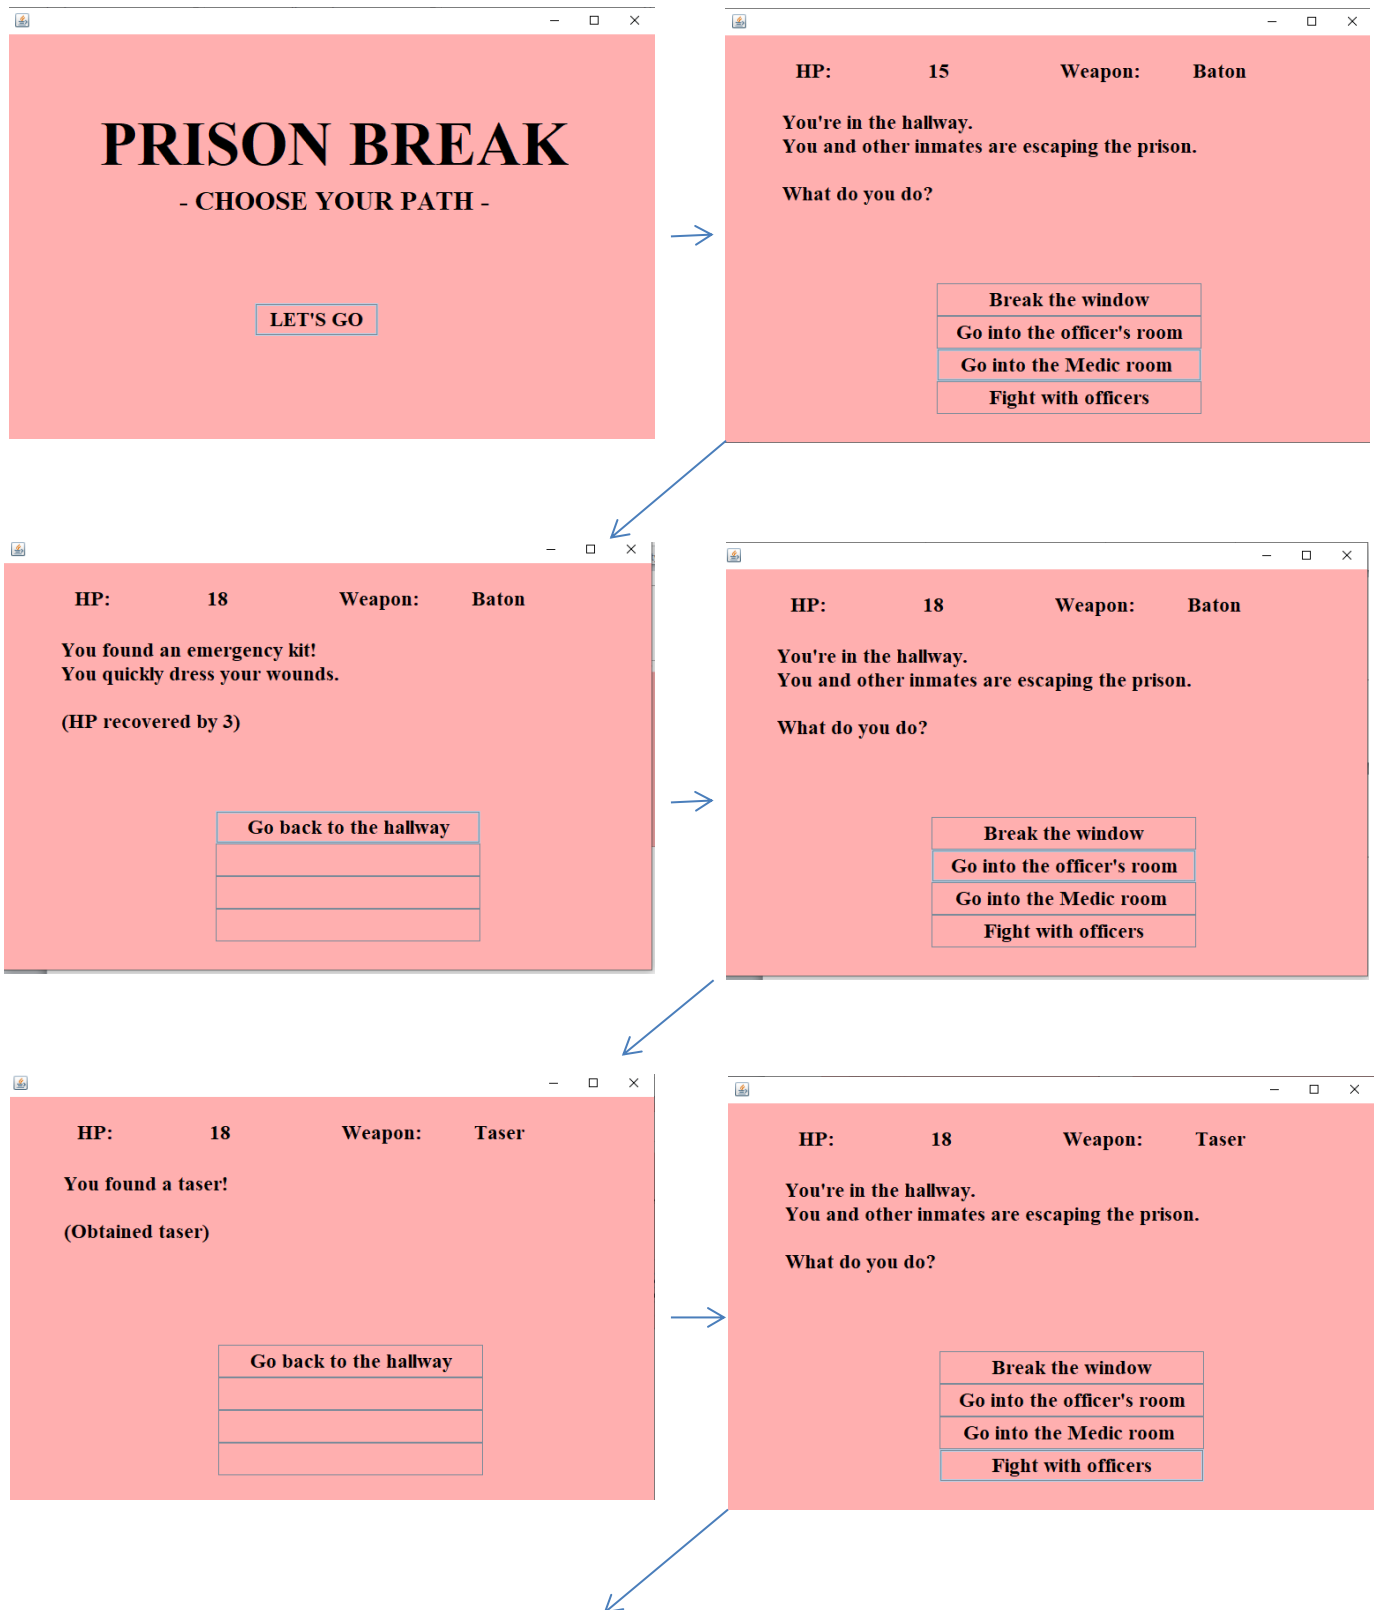 PRISON BREAK
- CHOOSE YOUR PATH -
LET'S GO
HP: 15 Weapon: Baton
You're in the hallway.
You and other inmates are escaping the prison.
What do you do?
Break the window
Go into the officer's room
Go into the Medic room
Fight with officers
HP: 18 Weapon: Baton
You found an emergency kit!
You quickly dress your wounds.
(HP recovered by 3)
Go back to the hallway
HP: 18 Weapon: Baton
You're in the hallway.
You and other inmates are escaping the prison.
What do you do?
Break the window
Go into the officer's room
Go into the Medic room
Fight with officers
HP: 18 Weapon: Taser
You found a taser!
(Obtained taser)
Go back to the hallway
HP: 18 Weapon: Taser
You're in the hallway.
You and other inmates are escaping the prison.
What do you do?
Break the window
Go into the officer's room
Go into the Medic room
Fight with officers